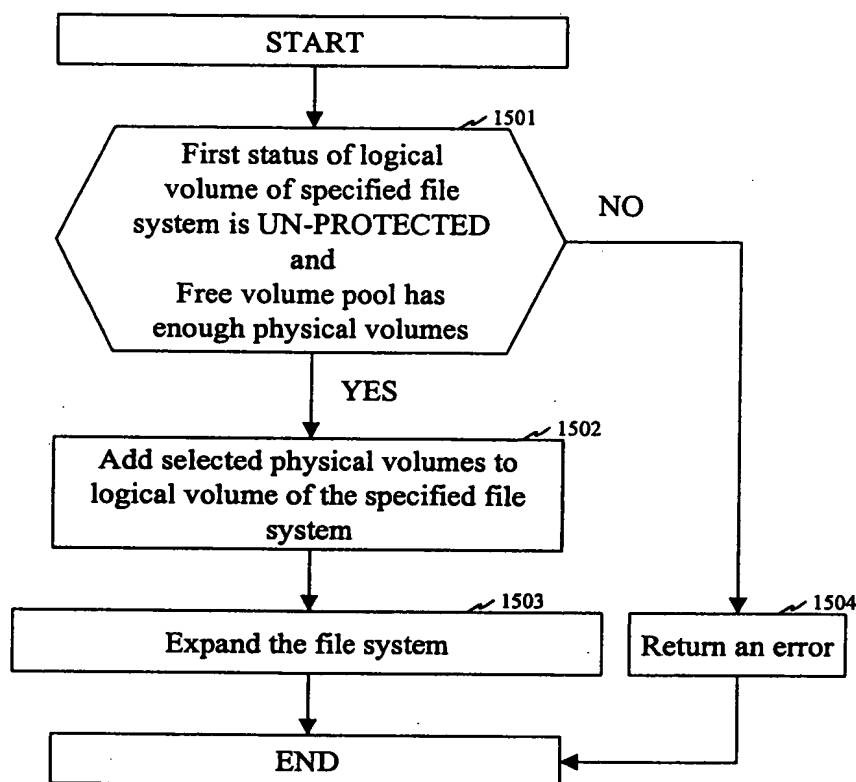 START
1501
First status of logical
volume of specified file
system is UN-PROTECTED
and
Free volume pool has
enough physical volumes
NO
YES
1502
Add selected physical volumes to
logical volume of the specified file
system
1503
Expand the file system
1504
Return an error
END